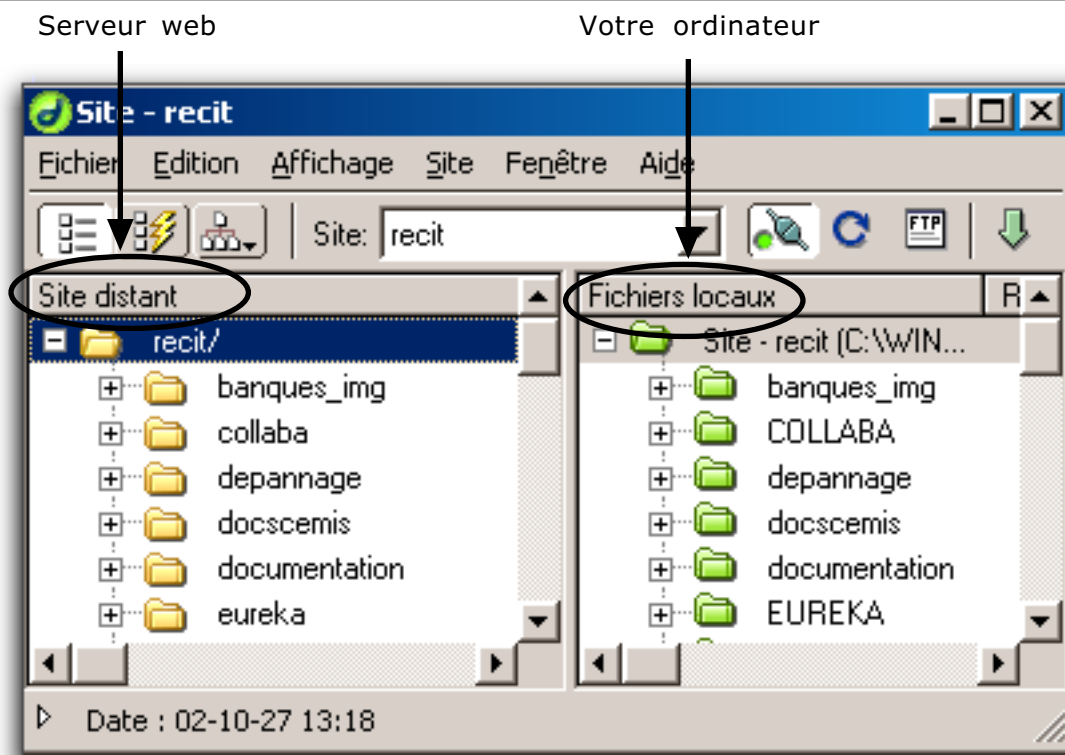 Serveur web
Votre ordinateur
Site - recit
Fichier Edition Affichage Site Fenêtre Aide
Site: recit
FTP
Site distant
Fichiers locaux
R
recit/
Site - recit (C:\WIN...
banques_img
banques_img
collaba
COLLABA
depannage
depannage
docscemis
docscemis
documentation
documentation
eureka
EUREKA
Date : 02-10-27 13:18